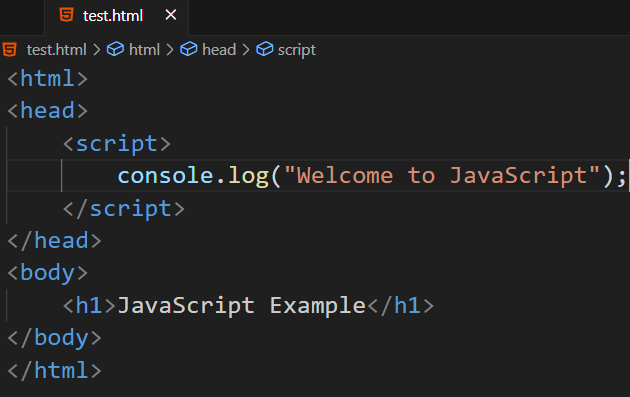 test.html
test.html > html > head > script
<html>
<head>
    <script>
        console.log("Welcome to JavaScript");
    </script>
</head>
<body>
    <h1>JavaScript Example</h1>
</body>
</html>